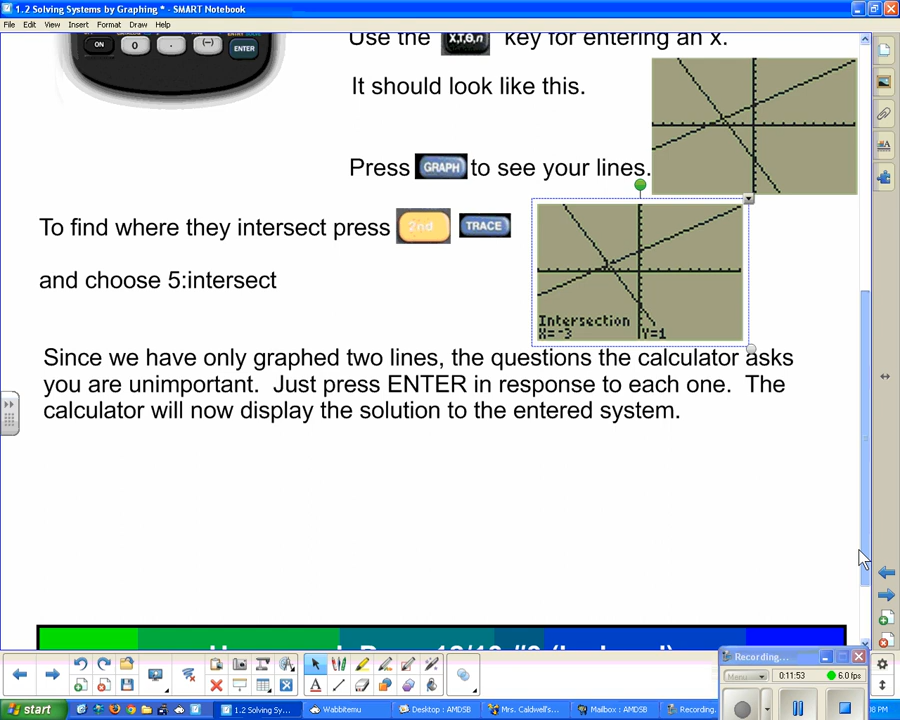 1.2 Solving Systems by Graphing * - SMART Notebook
File Edit View Insert Format Draw Help
ON 0 . (−) ENTER
Use the X,T,θ,n key for entering an x.
It should look like this.
Press GRAPH to see your lines.
To find where they intersect press 2nd TRACE
and choose 5:intersect
Intersection
X=-3 Y=1
Since we have only graphed two lines, the questions the calculator asks
you are unimportant. Just press ENTER in response to each one. The
calculator will now display the solution to the entered system.
Recording...
Menu 0:11:53 6.0 fps
start 1.2 Solving Sy... Wabbitemu Desktop : AMDSB Mrs. Caldwell's... Mailbox : AMDSB Recording.